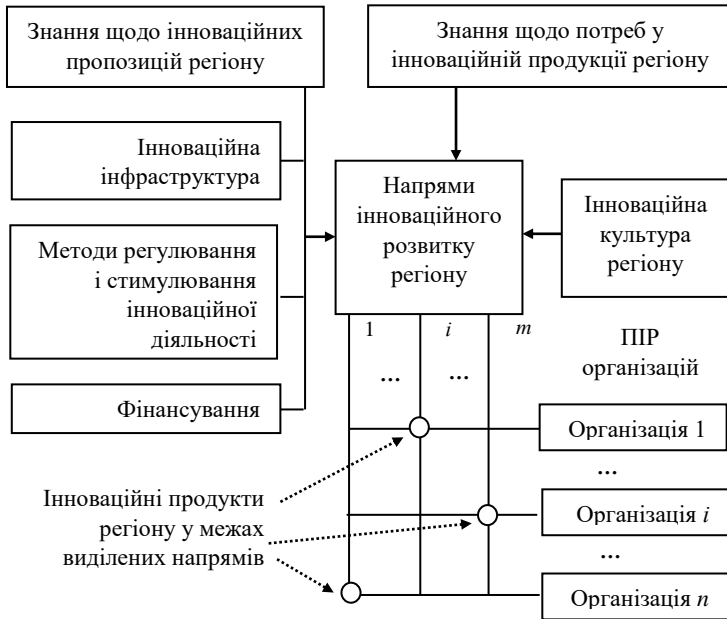 Знання щодо інноваційних
пропозицій регіону
Знання щодо потреб у
інноваційній продукції регіону
Інноваційна
інфраструктура
Напрями
інноваційного
розвитку
регіону
Інноваційна
культура
регіону
Методи регулювання
і стимулювання
інноваційної
діяльності
1
i
m
ПІР
організацій
... ...
Фінансування
Організація 1
...
Інноваційні продукти
регіону у межах
виділених напрямів
Організація i
...
Організація n